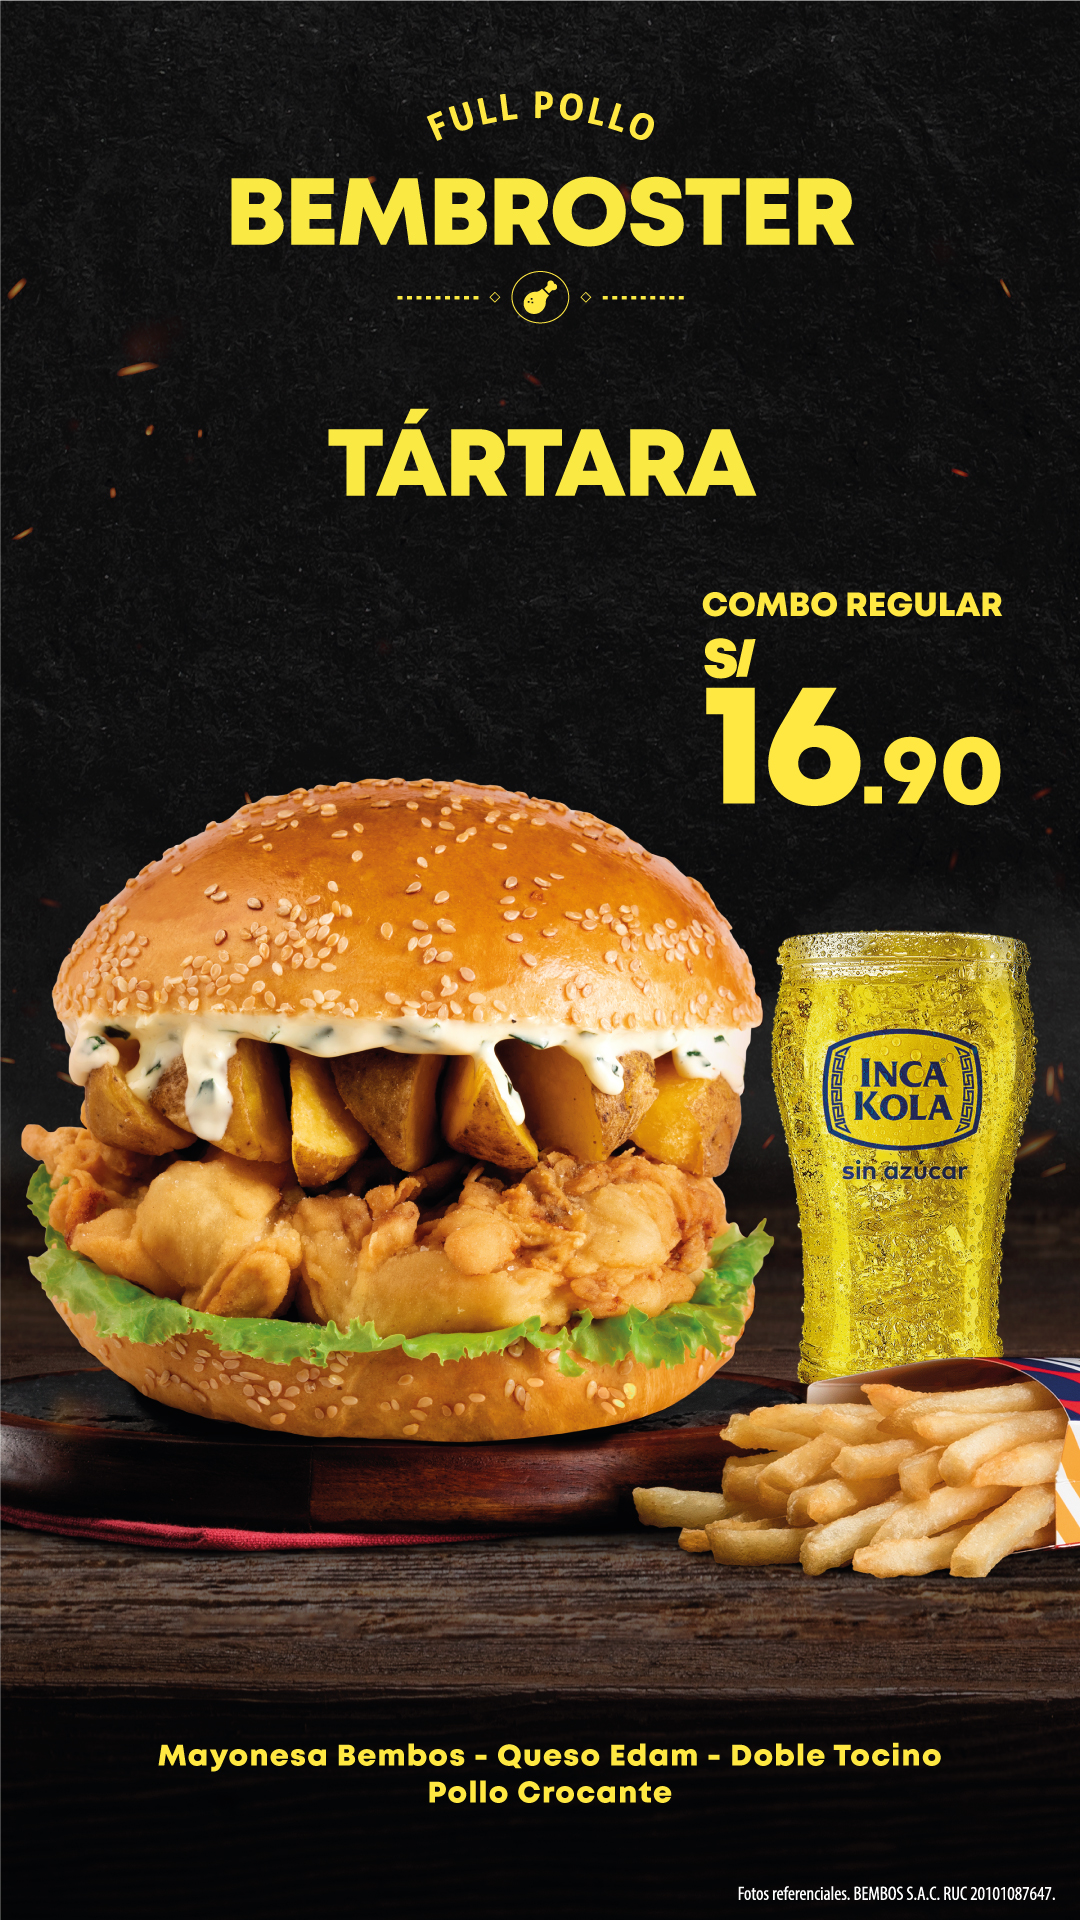 FULL POLLO
BEMBROSTER
TÁRTARA
COMBO REGULAR
S/
16.90
INCA
KOLA
sin azúcar
Mayonesa Bembos - Queso Edam - Doble Tocino
Pollo Crocante
Fotos referenciales. BEMBOS S.A.C. RUC 20101087647.